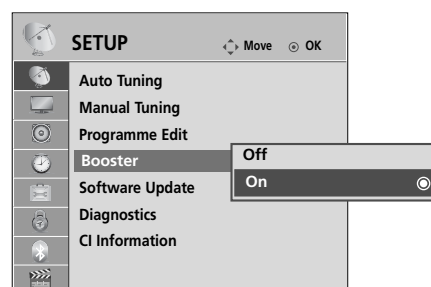 SETUP Move OK
Auto Tuning
Manual Tuning
Programme Edit
Booster
Off
On
Software Update
Diagnostics
CI Information